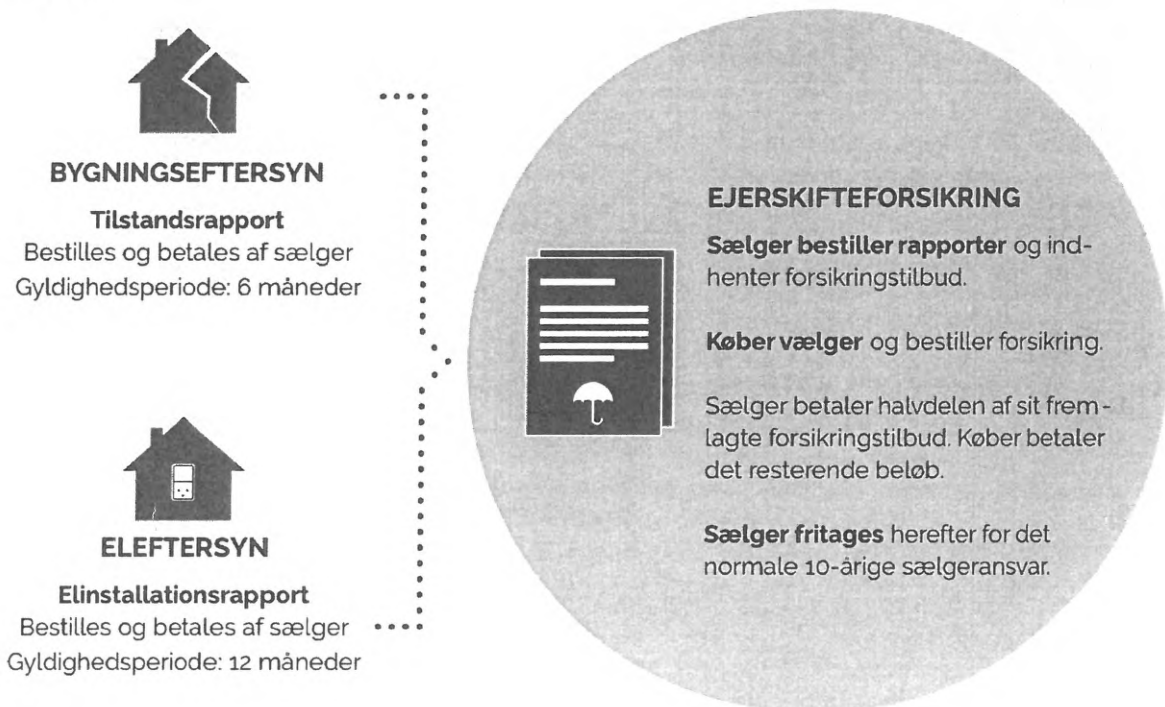 BYGNINGSEFTERSYN
Tilstandsrapport
Bestilles og betales af sælger
Gyldighedsperiode: 6 måneder
ELEFTERSYN
Elinstallationsrapport
Bestilles og betales af sælger
Gyldighedsperiode: 12 måneder
EJERSKIFTEFORSIKRING
Sælger bestiller rapporter og ind-
henter forsikringstilbud.
Køber vælger og bestiller forsikring.
Sælger betaler halvdelen af sit frem-
lagte forsikringstilbud. Køber betaler
det resterende beløb.
Sælger fritages herefter for det
normale 10-årige sælgeransvar.